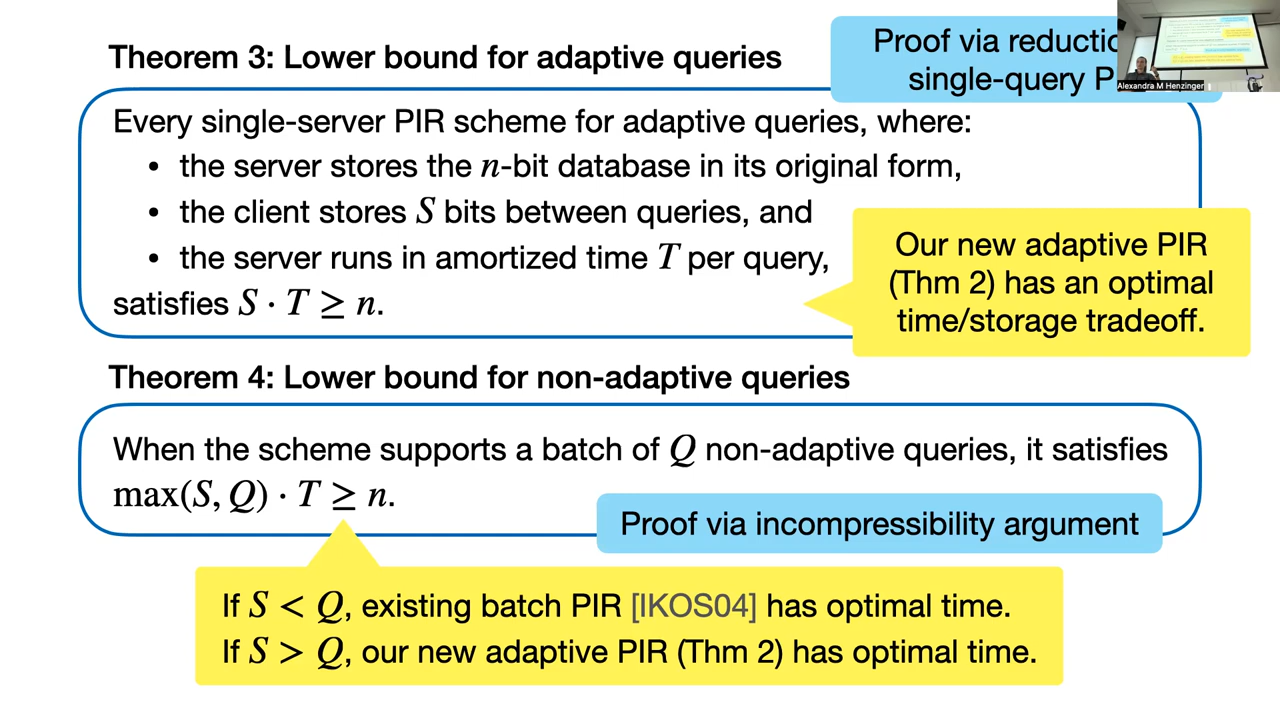 Theorem 3: Lower bound for adaptive queries
Proof via
single-query
Alexandra M Henzinger
Every single-server PIR scheme for adaptive queries, where:
• the server stores the n-bit database in its original form,
• the client stores S bits between queries, and
• the server runs in amortized time T per query,
satisfies S · T ≥ n.
Our new adaptive PIR
(Thm 2) has an optimal
time/storage tradeoff.
Theorem 4: Lower bound for non-adaptive queries
When the scheme supports a batch of Q non-adaptive queries, it satisfies
max(S, Q) · T ≥ n.
Proof via incompressibility argument
If S < Q, existing batch PIR [IKOS04] has optimal time.
If S > Q, our new adaptive PIR (Thm 2) has optimal time.